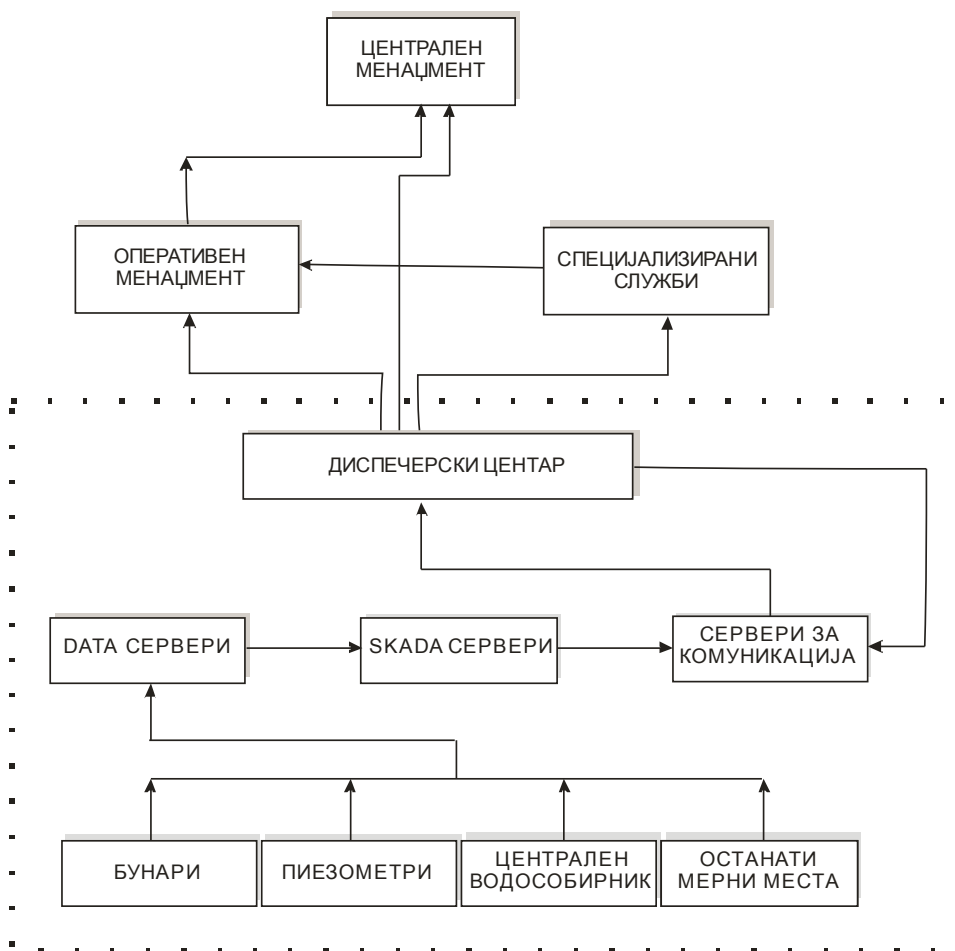 ЦЕНТРАЛЕН
МЕНАЏМЕНТ
ОПЕРАТИВЕН
МЕНАЏМЕНТ
СПЕЦИЈАЛИЗИРАНИ
СЛУЖБИ
ДИСПЕЧЕРСКИ ЦЕНТАР
DATA СЕРВЕРИ
SKADA СЕРВЕРИ
СЕРВЕРИ ЗА
КОМУНИКАЦИЈА
БУНАРИ
ПИЕЗОМЕТРИ
ЦЕНТРАЛЕН
ВОДОСОБИРНИК
ОСТАНАТИ
МЕРНИ МЕСТА